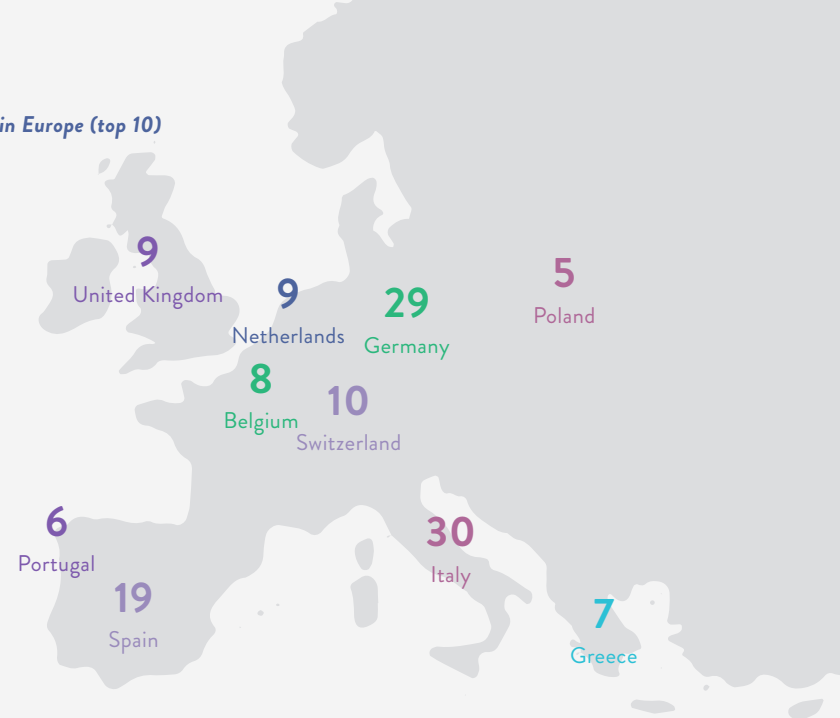 in Europe (top 10)
9
United Kingdom
9
Netherlands
29
Germany
5
Poland
8
Belgium
10
Switzerland
6
Portugal
30
Italy
19
Spain
7
Greece